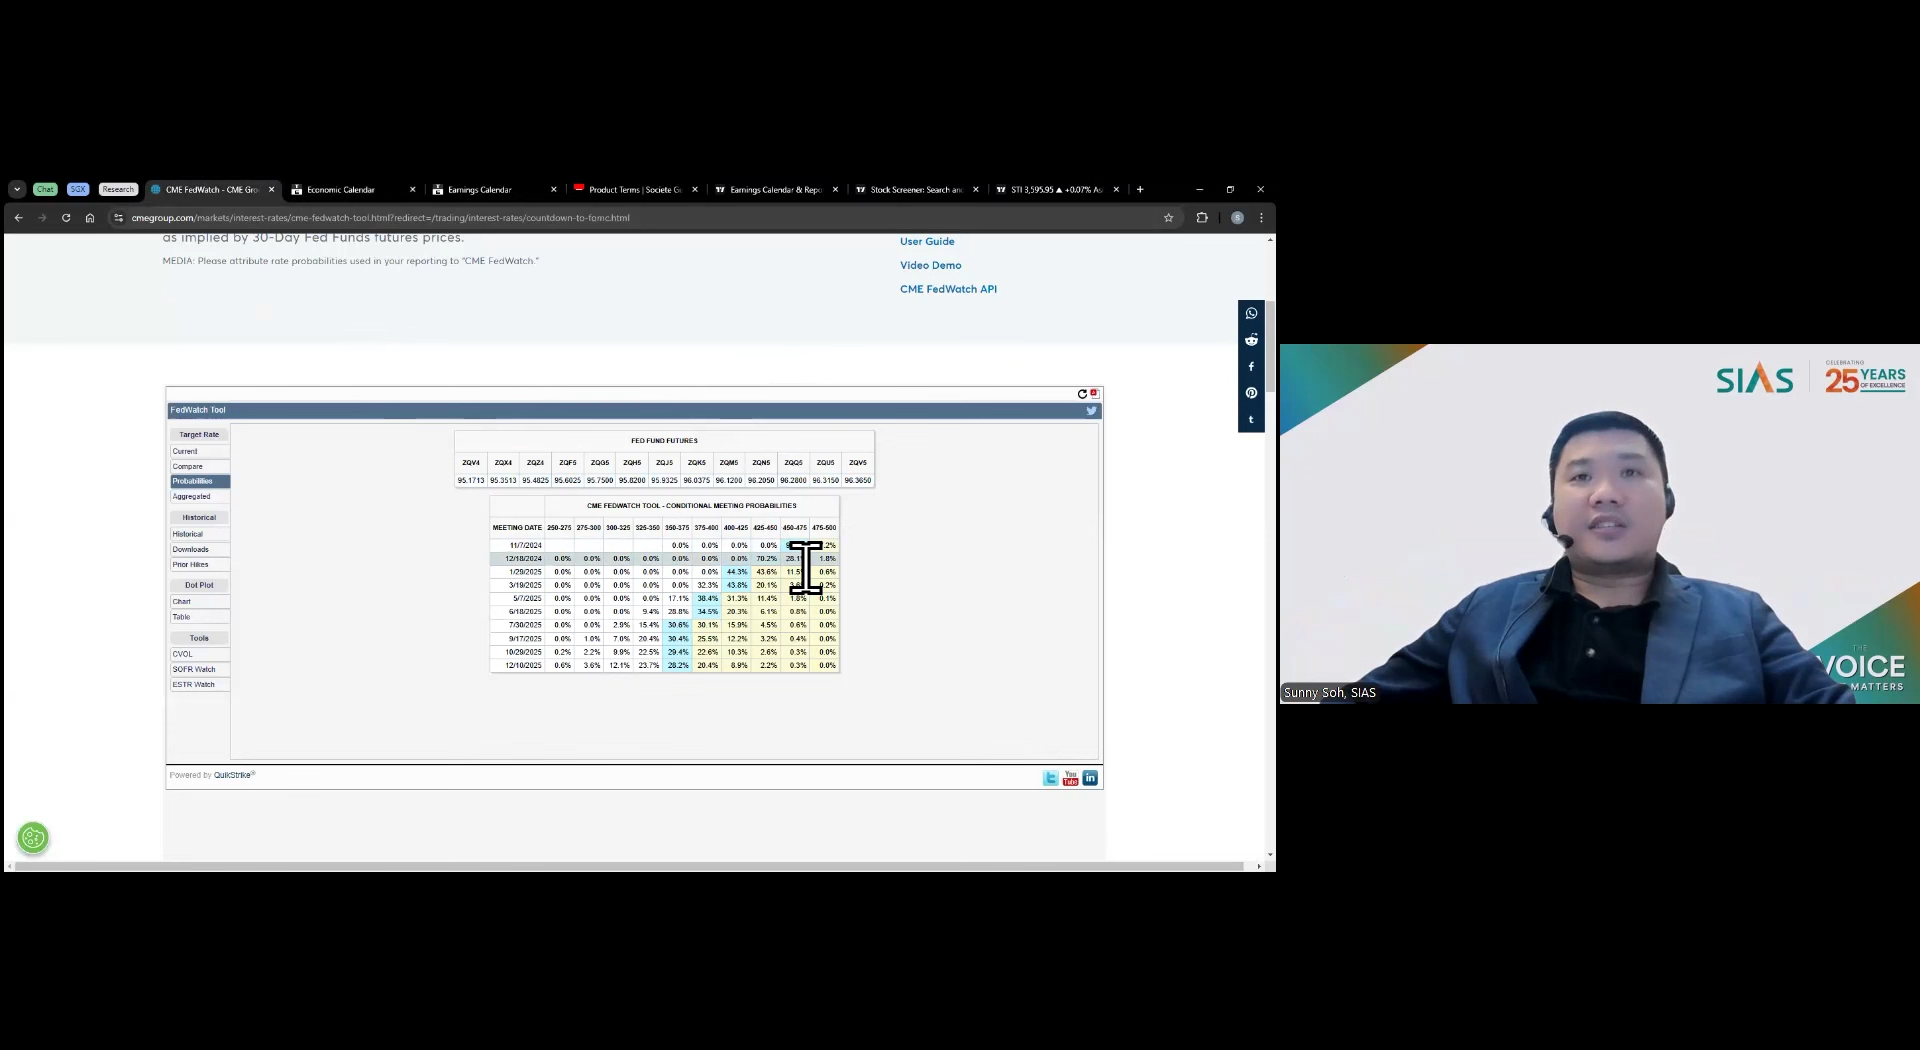 Chat SGX Research CME FedWatch - CME Gro Economic Calendar Earnings Calendar Product Terms | Societe G Earnings Calendar & Repo Stock Screener: Search and STI 3,595.95 ▲ +0.07% As
cmegroup.com/markets/interest-rates/cme-fedwatch-tool.html?redirect=/trading/interest-rates/countdown-to-fomc.html
as implied by 30-Day Fed Funds futures prices.
MEDIA: Please attribute rate probabilities used in your reporting to "CME FedWatch."
User Guide
Video Demo
CME FedWatch API
FedWatch Tool
Target Rate
Current
Compare
Probabilities
Aggregated
Historical
Historical
Downloads
Prior Hikes
Dot Plot
Chart
Table
Tools
CVOL
SOFR Watch
ESTR Watch
FED FUND FUTURES
ZQV4 ZQX4 ZQZ4 ZQF5 ZQG5 ZQH5 ZQJ5 ZQK5 ZQM5 ZQN5 ZQQ5 ZQU5 ZQV5
95.1713 95.3513 95.4825 95.6025 95.7500 95.8200 95.9325 96.0375 96.1200 96.2050 96.2800 96.3150 96.3650
CME FEDWATCH TOOL - CONDITIONAL MEETING PROBABILITIES
MEETING DATE 250-275 275-300 300-325 325-350 350-375 375-400 400-425 425-450 450-475 475-500
11/7/2024 0.0% 0.0% 0.0% 0.0%
12/18/2024 0.0% 0.0% 0.0% 0.0% 0.0% 0.0% 0.0% 70.2% 1.8%
1/29/2025 0.0% 0.0% 0.0% 0.0% 0.0% 0.0% 44.3% 43.6% 0.6%
3/19/2025 0.0% 0.0% 0.0% 0.0% 0.0% 32.3% 43.8% 20.1%
5/7/2025 0.0% 0.0% 0.0% 0.0% 17.1% 38.4% 31.3% 11.4% 1.8% 0.1%
6/18/2025 0.0% 0.0% 0.0% 9.4% 28.8% 34.5% 20.3% 6.1% 0.8% 0.0%
7/30/2025 0.0% 0.0% 2.9% 15.4% 30.6% 30.1% 15.9% 4.5% 0.6% 0.0%
9/17/2025 0.0% 1.0% 7.0% 20.4% 30.4% 25.5% 12.2% 3.2% 0.4% 0.0%
10/29/2025 0.2% 2.2% 9.9% 22.5% 29.4% 22.6% 10.3% 2.6% 0.3% 0.0%
12/10/2025 0.6% 3.6% 12.1% 23.7% 28.2% 20.4% 8.9% 2.2% 0.3% 0.0%
Powered by QuikStrike®
You Tube
SIAS
CELEBRATING
25 YEARS
OF EXCELLENCE
THE
VOICE
MATTERS
Sunny Soh, SIAS